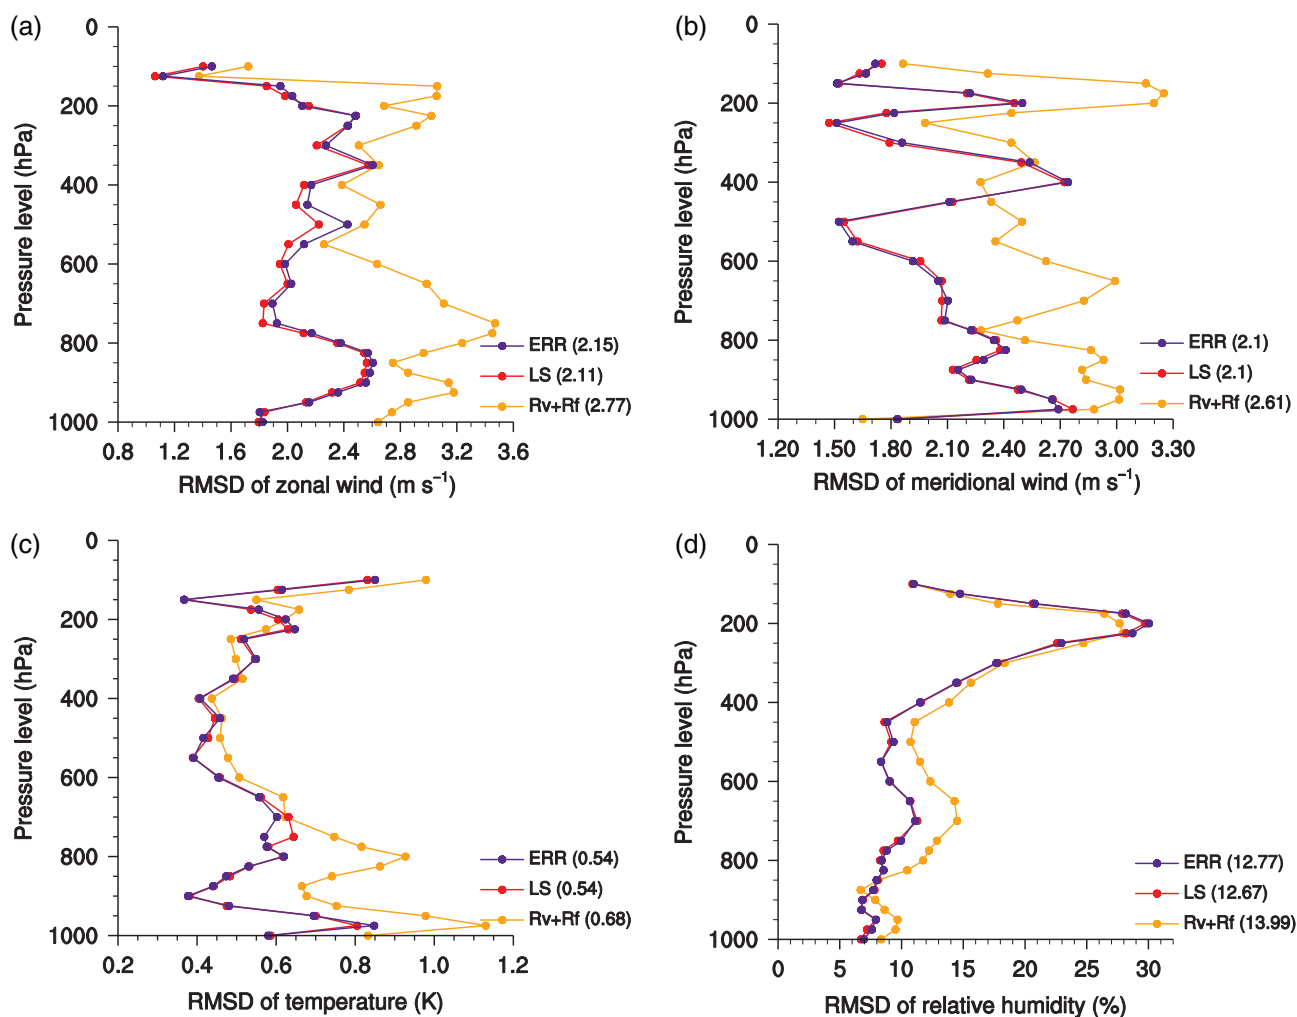 (a)
0
200
400
600
800
1000
Pressure level (hPa)
0.8 1.2 1.6 2.0 2.4 2.8 3.2 3.6
RMSD of zonal wind (m s⁻¹)
ERR (2.15)
LS (2.11)
Rv+Rf (2.77)
(b)
0
200
400
600
800
1000
Pressure level (hPa)
1.20 1.50 1.80 2.10 2.40 2.70 3.00 3.30
RMSD of meridional wind (m s⁻¹)
ERR (2.1)
LS (2.1)
Rv+Rf (2.61)
(c)
0
200
400
600
800
1000
Pressure level (hPa)
0.2 0.4 0.6 0.8 1.0 1.2
RMSD of temperature (K)
ERR (0.54)
LS (0.54)
Rv+Rf (0.68)
(d)
0
200
400
600
800
1000
Pressure level (hPa)
0 5 10 15 20 25 30
RMSD of relative humidity (%)
ERR (12.77)
LS (12.67)
Rv+Rf (13.99)